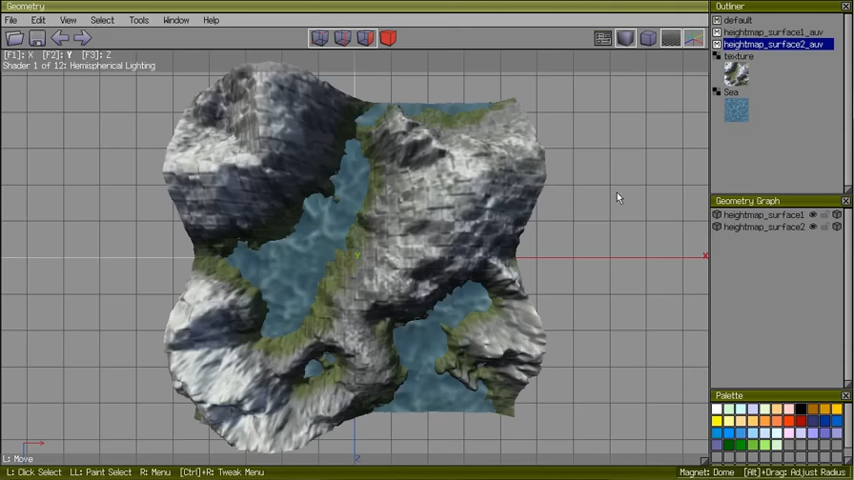 Geometry
File Edit View Select Tools Window Help
[F1]: X [F2]: Y [F3]: Z
Shader 1 of 12: Hemispherical Lighting
X
Y
Z
L: Move
L: Click Select LL: Paint Select R: Menu [Ctrl]+R: Tweak Menu
Magnet: Dome [Alt]+Drag: Adjust Radius
Outliner
default
heightmap_surface1_auv
heightmap_surface2_auv
texture
Sea
Geometry Graph
heightmap_surface1
heightmap_surface2
Palette